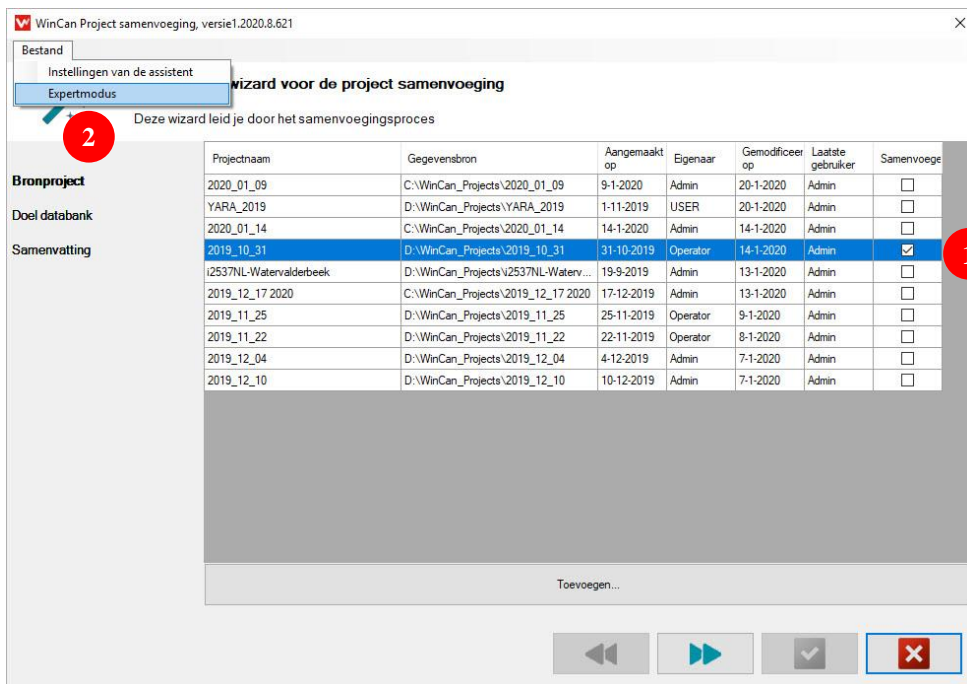 WinCan Project samenvoeging, versie1.2020.8.621
Bestand
Instellingen van de assistent
Expertmodus
wizard voor de project samenvoeging
Deze wizard leid je door het samenvoegingsproces
2
Bronproject
Doel databank
Samenvatting
Projectnaam Gegevensbron Aangemaakt op Eigenaar Gemodificeer op Laatste gebruiker Samenvoege
2020_01_09 C:\WinCan_Projects\2020_01_09 9-1-2020 Admin 20-1-2020 Admin
YARA_2019 D:\WinCan_Projects\YARA_2019 1-11-2019 USER 20-1-2020 Admin
2020_01_14 C:\WinCan_Projects\2020_01_14 14-1-2020 Admin 14-1-2020 Admin
2019_10_31 D:\WinCan_Projects\2019_10_31 31-10-2019 Operator 14-1-2020 Admin
i2537NL-Watervalderbeek D:\WinCan_Projects\i2537NL-Waterv... 19-9-2019 Admin 13-1-2020 Admin
2019_12_17 2020 C:\WinCan_Projects\2019_12_17 2020 17-12-2019 Admin 13-1-2020 Admin
2019_11_25 D:\WinCan_Projects\2019_11_25 25-11-2019 Operator 9-1-2020 Admin
2019_11_22 D:\WinCan_Projects\2019_11_22 22-11-2019 Operator 8-1-2020 Admin
2019_12_04 D:\WinCan_Projects\2019_12_04 4-12-2019 Admin 7-1-2020 Admin
2019_12_10 D:\WinCan_Projects\2019_12_10 10-12-2019 Admin 7-1-2020 Admin
Toevoegen...